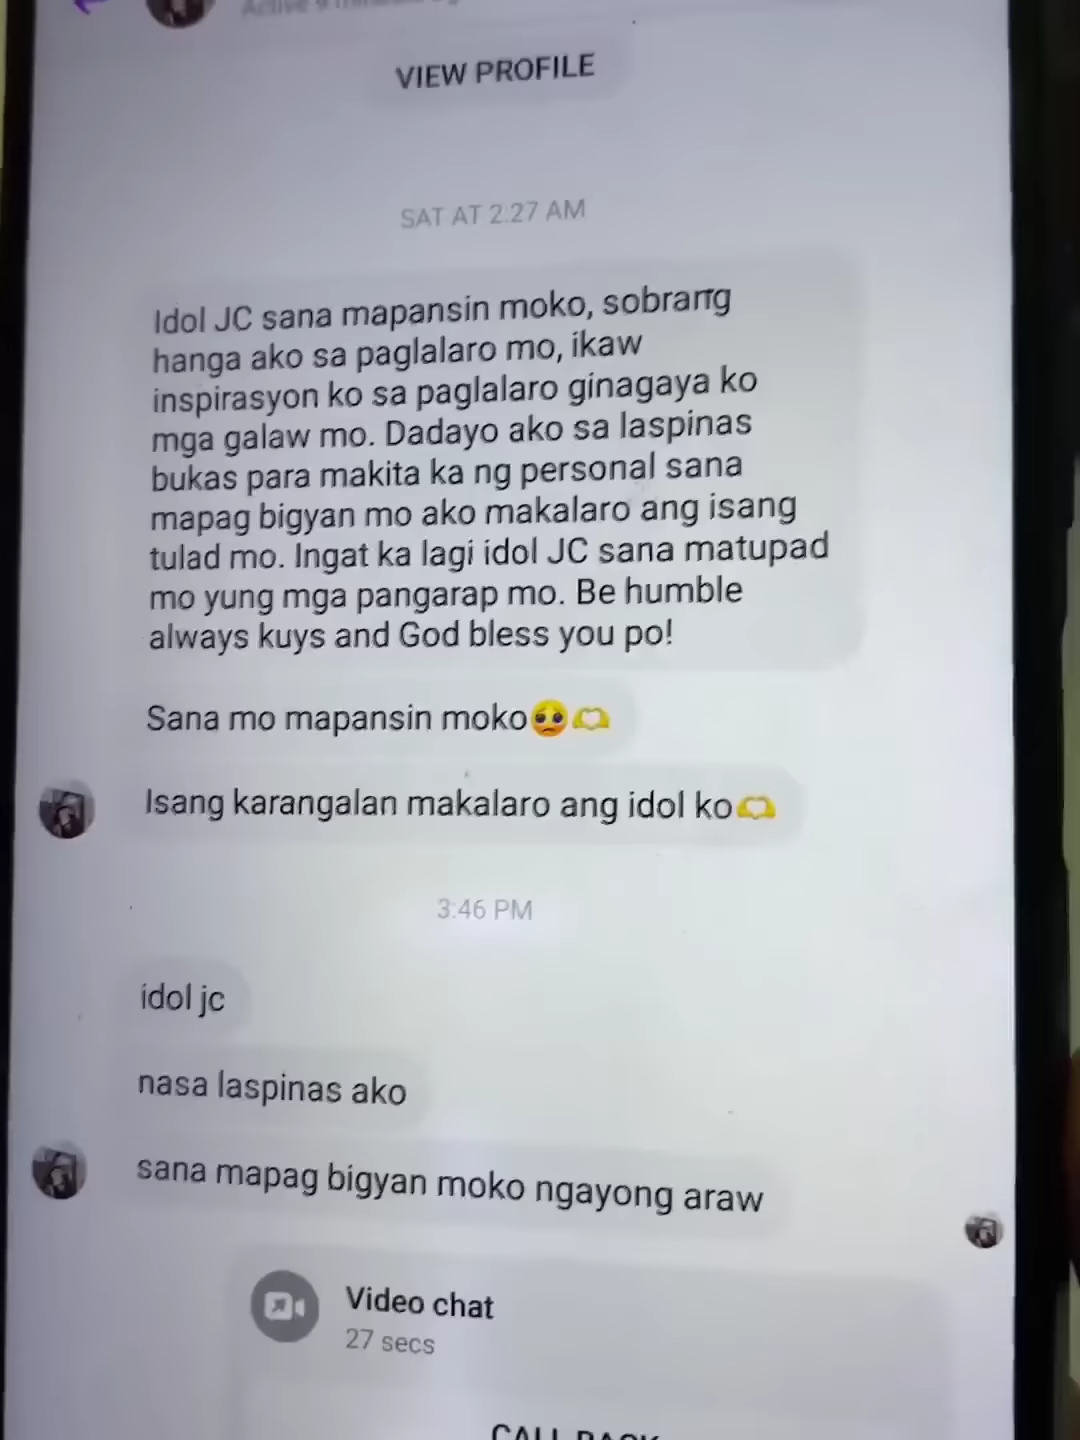 VIEW PROFILE
SAT AT 2:27 AM
Idol JC sana mapansin moko, sobrang
hanga ako sa paglalaro mo, ikaw
inspirasyon ko sa paglalaro ginagaya ko
mga galaw mo. Dadayo ako sa laspinas
bukas para makita ka ng personal sana
mapag bigyan mo ako makalaro ang isang
tulad mo. Ingat ka lagi idol JC sana matupad
mo yung mga pangarap mo. Be humble
always kuys and God bless you po!
Sana mo mapansin moko🥺🫶
Isang karangalan makalaro ang idol ko🫶
3:46 PM
idol jc
nasa laspinas ako
sana mapag bigyan moko ngayong araw
Video chat
27 secs
CALL BACK